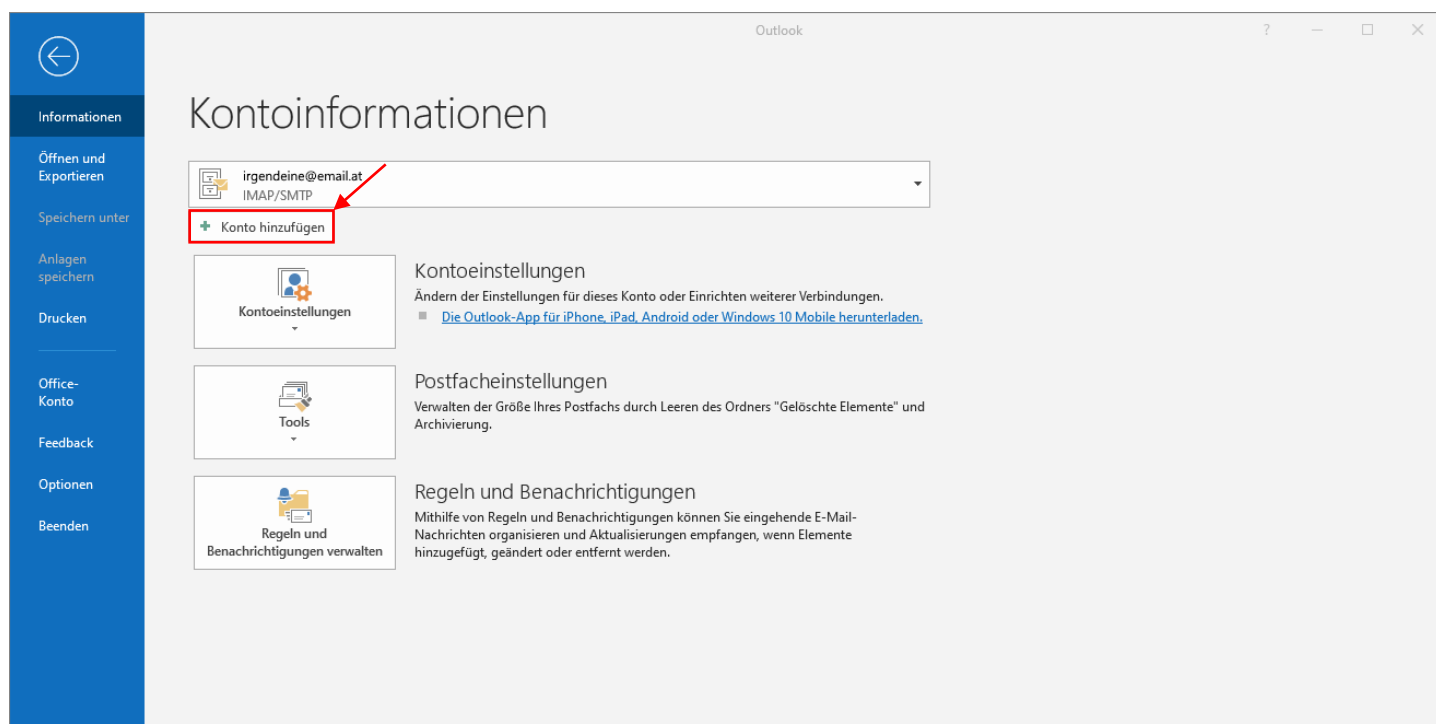 Outlook
?
Informationen
Öffnen und
Exportieren
Speichern unter
Anlagen
speichern
Drucken
Office-
Konto
Feedback
Optionen
Beenden
Kontoinformationen
irgendeine@email.at
IMAP/SMTP
+ Konto hinzufügen
Kontoeinstellungen
Kontoeinstellungen
Ändern der Einstellungen für dieses Konto oder Einrichten weiterer Verbindungen.
Die Outlook-App für iPhone, iPad, Android oder Windows 10 Mobile herunterladen.
Tools
Postfacheinstellungen
Verwalten der Größe Ihres Postfachs durch Leeren des Ordners "Gelöschte Elemente" und
Archivierung.
Regeln und
Benachrichtigungen verwalten
Regeln und Benachrichtigungen
Mithilfe von Regeln und Benachrichtigungen können Sie eingehende E-Mail-
Nachrichten organisieren und Aktualisierungen empfangen, wenn Elemente
hinzugefügt, geändert oder entfernt werden.